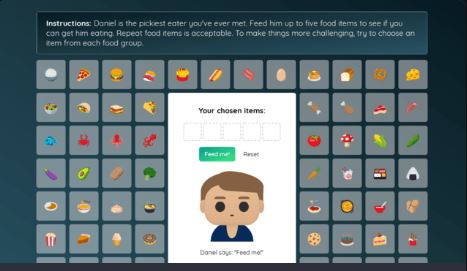 Instructions: Daniel is the pickiest eater you've ever met. Feed him up to five food items to see if you
can get him eating. Repeat food items is acceptable. To make things more challenging, try to choose an
item from each food group.
Your chosen items:
Feed me! Reset
Daniel says: "Feed me!"